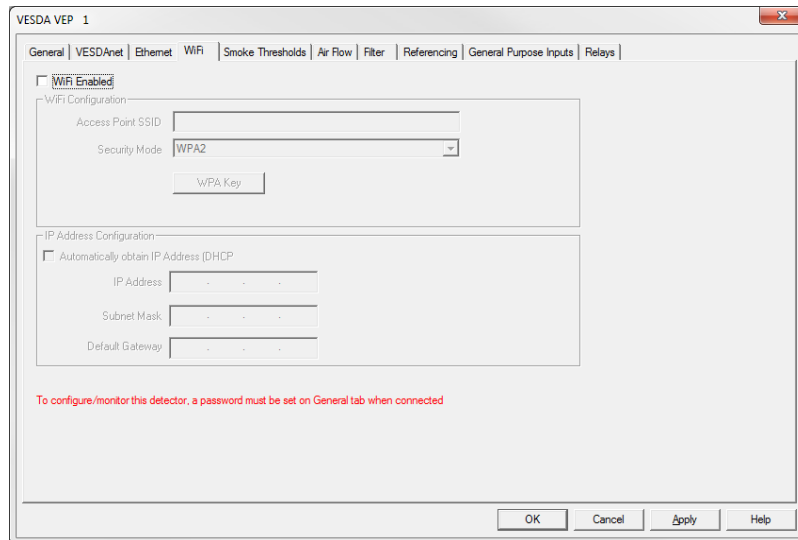 VESDA VEP 1
General VESDAnet Ethernet WiFi Smoke Thresholds Air Flow Filter Referencing General Purpose Inputs Relays
WiFi Enabled
WiFi Configuration
Access Point SSID
Security Mode WPA2
WPA Key
IP Address Configuration
Automatically obtain IP Address (DHCP
IP Address . . .
Subnet Mask . . .
Default Gateway . . .
To configure/monitor this detector, a password must be set on General tab when connected
OK Cancel Apply Help